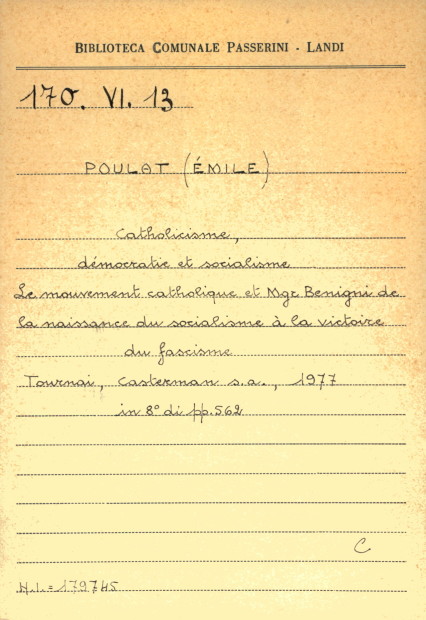 BIBLIOTECA COMUNALE PASSERINI - LANDI
170. VI. 13
POULAT (ÉMILE)
Catholicisme,
démocratie et socialisme
Le mouvement catholique et Mgr. Benigni de
la naissance du socialisme à la victoire
du fascisme
Tournai, Casterman s.a., 1977
in 8° di pp. 562
C
N.I. = 179745